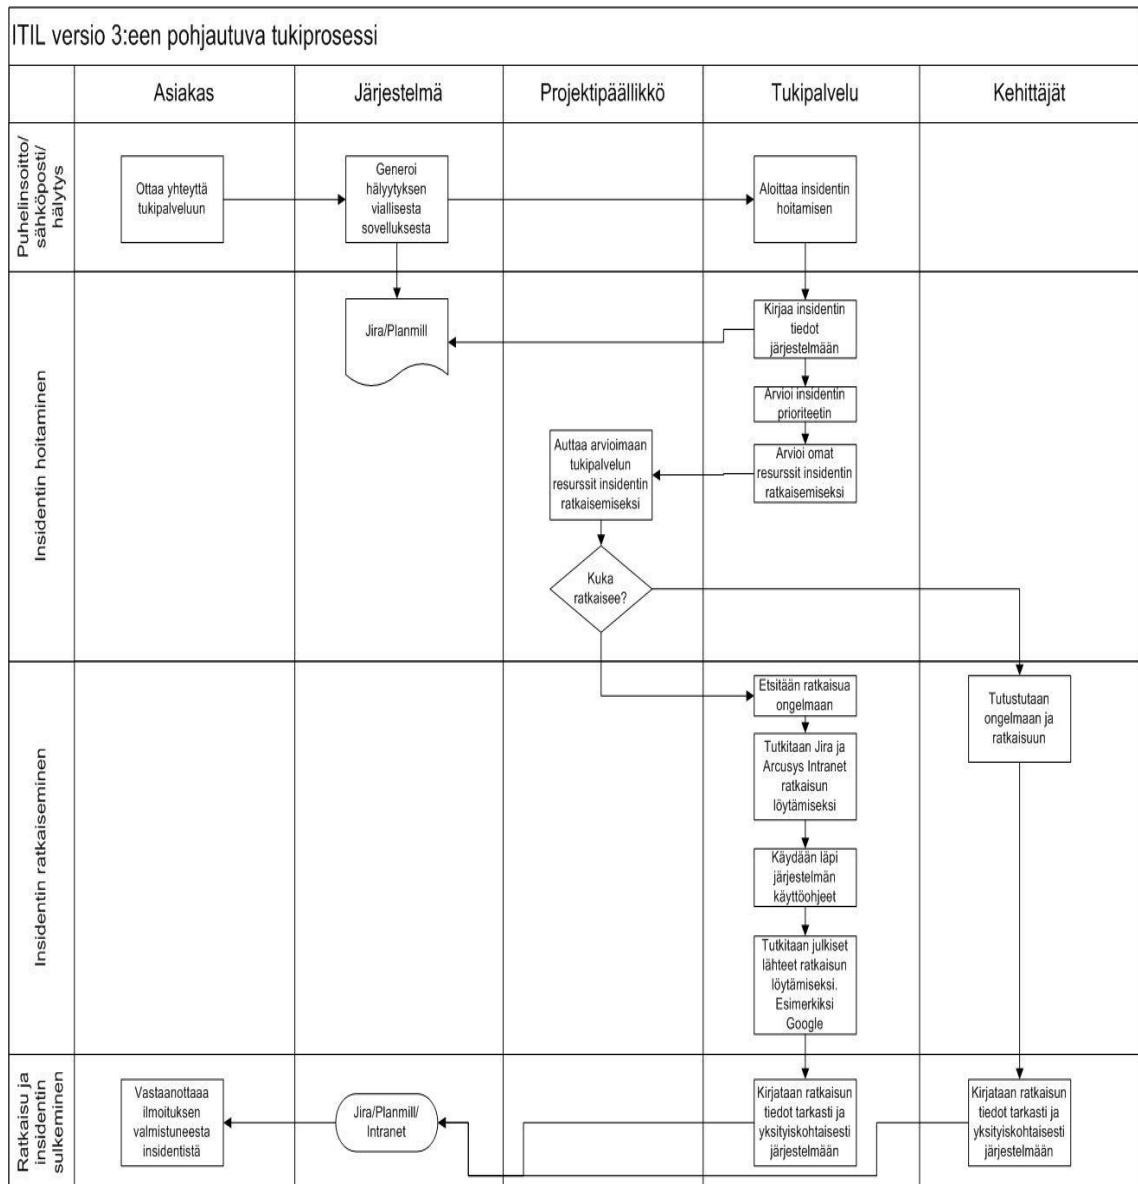 ITIL versio 3:een pohjautuva tukiprosessi
Asiakas
Järjestelmä
Projektipäällikkö
Tukipalvelu
Kehittäjät
Puhelinsoitto/
sähköposti/
hälytys
Ottaa yhteyttä
tukipalveluun
Generoi
hälyytyksen
viallisesta
sovelluksesta
Aloittaa insidentin
hoitamisen
Insidentin hoitaminen
Jira/Planmill
Kirjaa insidentin
tiedot
järjestelmään
Arvioi insidentin
prioriteetin
Auttaa arvioimaan
tukipalvelun
resurssit insidentin
ratkaisemiseksi
Arvioi omat
resurssit insidentin
ratkaisemiseksi
Kuka
ratkaisee?
Insidentin ratkaiseminen
Etsitään ratkaisua
ongelmaan
Tutustutaan
ongelmaan ja
ratkaisuun
Tutkitaan Jira ja
Arcusys Intranet
ratkaisun
löytämiseksi
Käydään läpi
järjestelmän
käyttöohjeet
Tutkitaan julkiset
lähteet ratkaisun
löytämiseksi.
Esimerkiksi
Google
Ratkaisu ja
insidentin
sulkeminen
Vastaanottaaa
ilmoituksen
valmistuneesta
insidentistä
Jira/Planmill/
Intranet
Kirjataan ratkaisun
tiedot tarkasti ja
yksityiskohtaisesti
järjestelmään
Kirjataan ratkaisun
tiedot tarkasti ja
yksityiskohtaisesti
järjestelmään